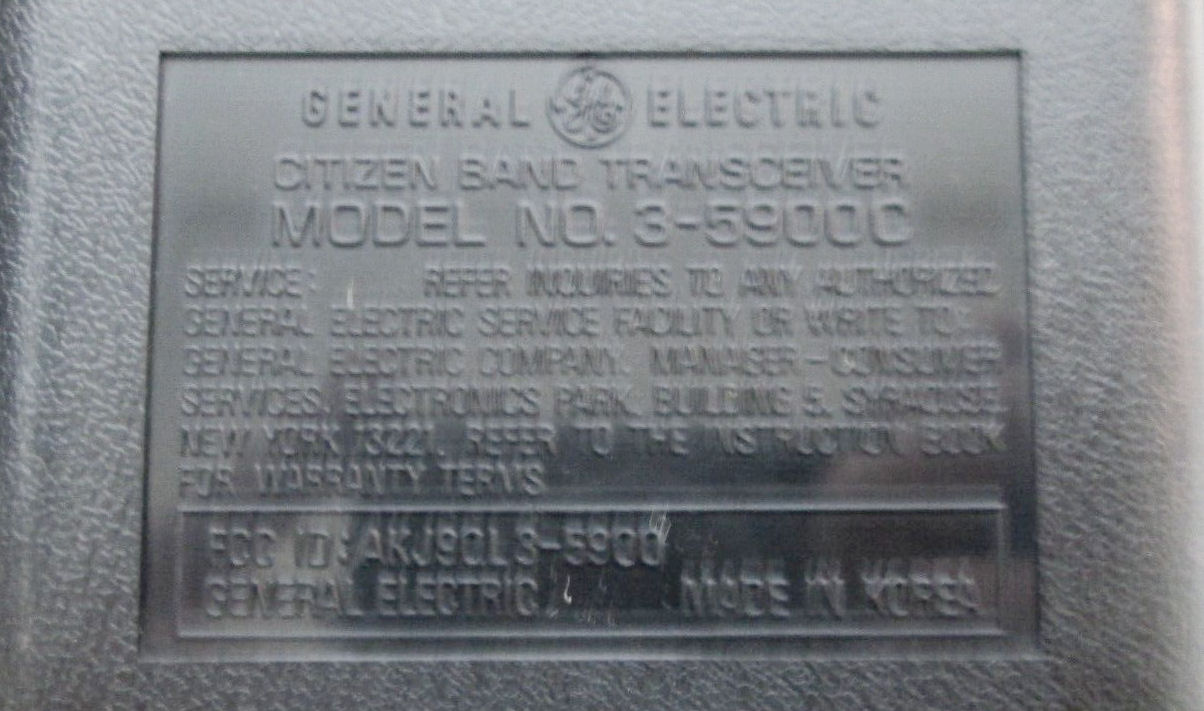 GENERAL GE ELECTRIC
CITIZEN BAND TRANSCEIVER
MODEL NO. 3-5900C
SERVICE: REFER INQUIRIES TO ANY AUTHORIZED
GENERAL ELECTRIC SERVICE FACILITY OR WRITE TO:
GENERAL ELECTRIC COMPANY, MANAGER-CONSUMER
SERVICES, ELECTRONICS PARK, BUILDING 5, SYRACUSE,
NEW YORK 13221. REFER TO THE INSTRUCTION BOOK
FOR WARRANTY TERMS
FCC ID: AKJ9CL3-5900
GENERAL ELECTRIC MADE IN KOREA